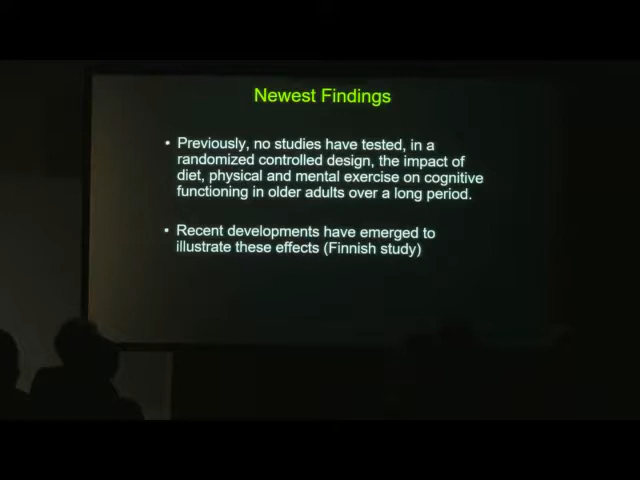 Newest Findings
• Previously, no studies have tested, in a
randomized controlled design, the impact of
diet, physical and mental exercise on cognitive
functioning in older adults over a long period.
• Recent developments have emerged to
illustrate these effects (Finnish study)